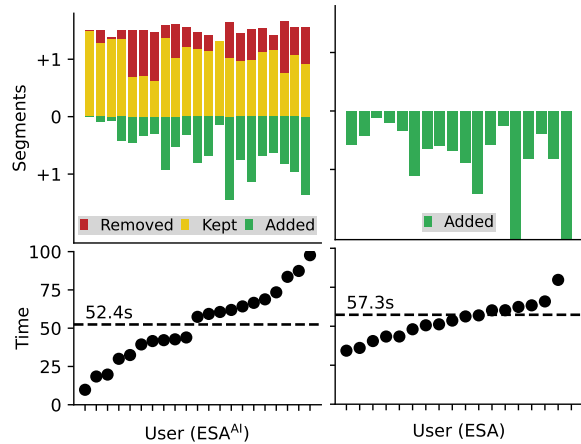 Segments
+1
0
+1
Removed Kept Added
Added
Time
100
75
50
25
0
52.4s
57.3s
User (ESA^AI)
User (ESA)